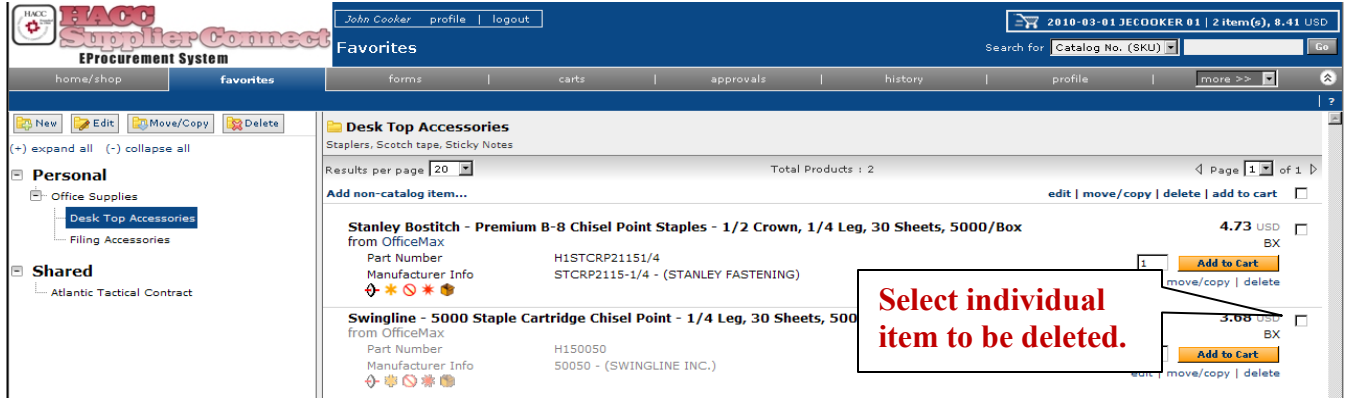 HACC
HACC
Supplier Connect
EProcurement System
John Cooker profile | logout
2010-03-01 JECOOKER 01 | 2 item(s), 8.41 USD
Favorites
Search for Catalog No. (SKU) Go
home/shop favorites forms | carts | approvals | history | profile | more >>
| ?
New Edit Move/Copy Delete
(+) expand all (-) collapse all
Personal
Office Supplies
Desk Top Accessories
Filing Accessories
Shared
Atlantic Tactical Contract
Desk Top Accessories
Staplers, Scotch tape, Sticky Notes
Results per page 20 Total Products : 2 Page 1 of 1
Add non-catalog item... edit | move/copy | delete | add to cart
Stanley Bostitch - Premium B-8 Chisel Point Staples - 1/2 Crown, 1/4 Leg, 30 Sheets, 5000/Box 4.73 USD
from OfficeMax BX
Part Number H1STCRP21151/4 1 Add to Cart
Manufacturer Info STCRP2115-1/4 - (STANLEY FASTENING) move/copy | delete
Select individual
item to be deleted.
Swingline - 5000 Staple Cartridge Chisel Point - 1/4 Leg, 30 Sheets, 500 3.68 USD
from OfficeMax BX
Part Number H150050 Add to Cart
Manufacturer Info 50050 - (SWINGLINE INC.) edit | move/copy | delete